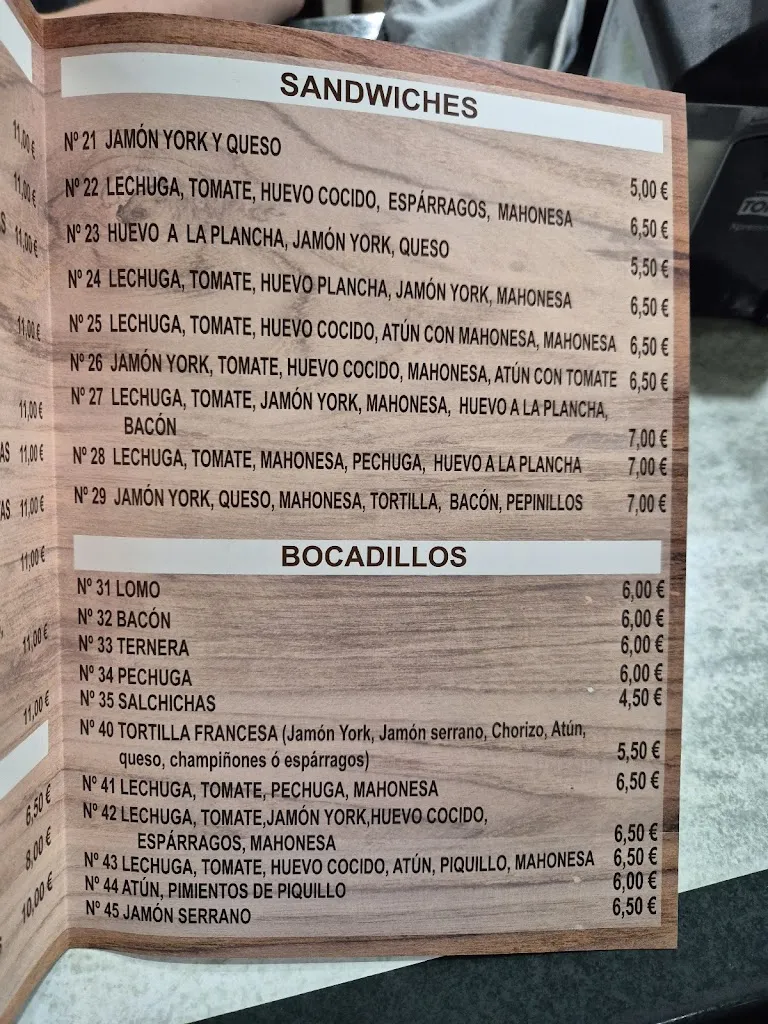 SANDWICHES
Nº 21 JAMÓN YORK Y QUESO 5,00 €
Nº 22 LECHUGA, TOMATE, HUEVO COCIDO, ESPÁRRAGOS, MAHONESA 6,50 €
Nº 23 HUEVO A LA PLANCHA, JAMÓN YORK, QUESO 5,50 €
Nº 24 LECHUGA, TOMATE, HUEVO PLANCHA, JAMÓN YORK, MAHONESA 6,50 €
Nº 25 LECHUGA, TOMATE, HUEVO COCIDO, ATÚN CON MAHONESA, MAHONESA 6,50 €
Nº 26 JAMÓN YORK, TOMATE, HUEVO COCIDO, MAHONESA, ATÚN CON TOMATE 6,50 €
Nº 27 LECHUGA, TOMATE, JAMÓN YORK, MAHONESA, HUEVO A LA PLANCHA,
BACÓN 7,00 €
Nº 28 LECHUGA, TOMATE, MAHONESA, PECHUGA, HUEVO A LA PLANCHA 7,00 €
Nº 29 JAMÓN YORK, QUESO, MAHONESA, TORTILLA, BACÓN, PEPINILLOS 7,00 €
BOCADILLOS
Nº 31 LOMO 6,00 €
Nº 32 BACÓN 6,00 €
Nº 33 TERNERA 6,00 €
Nº 34 PECHUGA 6,00 €
Nº 35 SALCHICHAS 4,50 €
Nº 40 TORTILLA FRANCESA (Jamón York, Jamón serrano, Chorizo, Atún,
queso, champiñones ó espárragos) 5,50 €
Nº 41 LECHUGA, TOMATE, PECHUGA, MAHONESA 6,50 €
Nº 42 LECHUGA, TOMATE,JAMÓN YORK,HUEVO COCIDO,
ESPÁRRAGOS, MAHONESA 6,50 €
Nº 43 LECHUGA, TOMATE, HUEVO COCIDO, ATÚN, PIQUILLO, MAHONESA 6,50 €
Nº 44 ATÚN, PIMIENTOS DE PIQUILLO 6,00 €
Nº 45 JAMÓN SERRANO 6,50 €
11,00 €
11,00 €
11,00 €
11,00 €
11,00 €
11,00 €
11,00 €
11,00 €
11,00 €
11,00 €
6,50 €
8,00 €
10,00 €